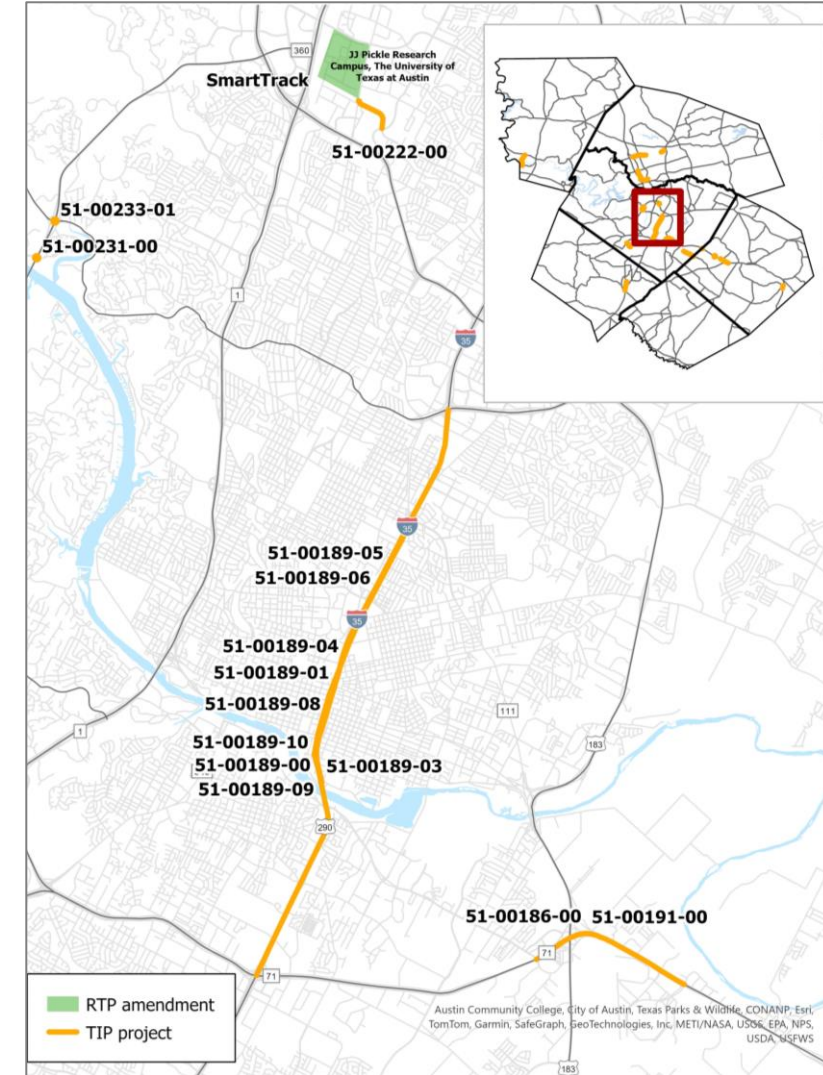 360
JJ Pickle Research
Campus, The University of
Texas at Austin
SmartTrack
51-00222-00
51-00233-01
51-00231-00
1
35
35
51-00189-05
51-00189-06
35
51-00189-04
51-00189-01
51-00189-08
111
1
183
51-00189-10
51-00189-00
51-00189-03
51-00189-09
290
51-00186-00
51-00191-00
71
71
RTP amendment
TIP project
Austin Community College, City of Austin, Texas Parks & Wildlife, CONANP, Esri,
TomTom, Garmin, SafeGraph, GeoTechnologies, Inc, METI/NASA, USGS, EPA, NPS,
USDA, USFWS
183